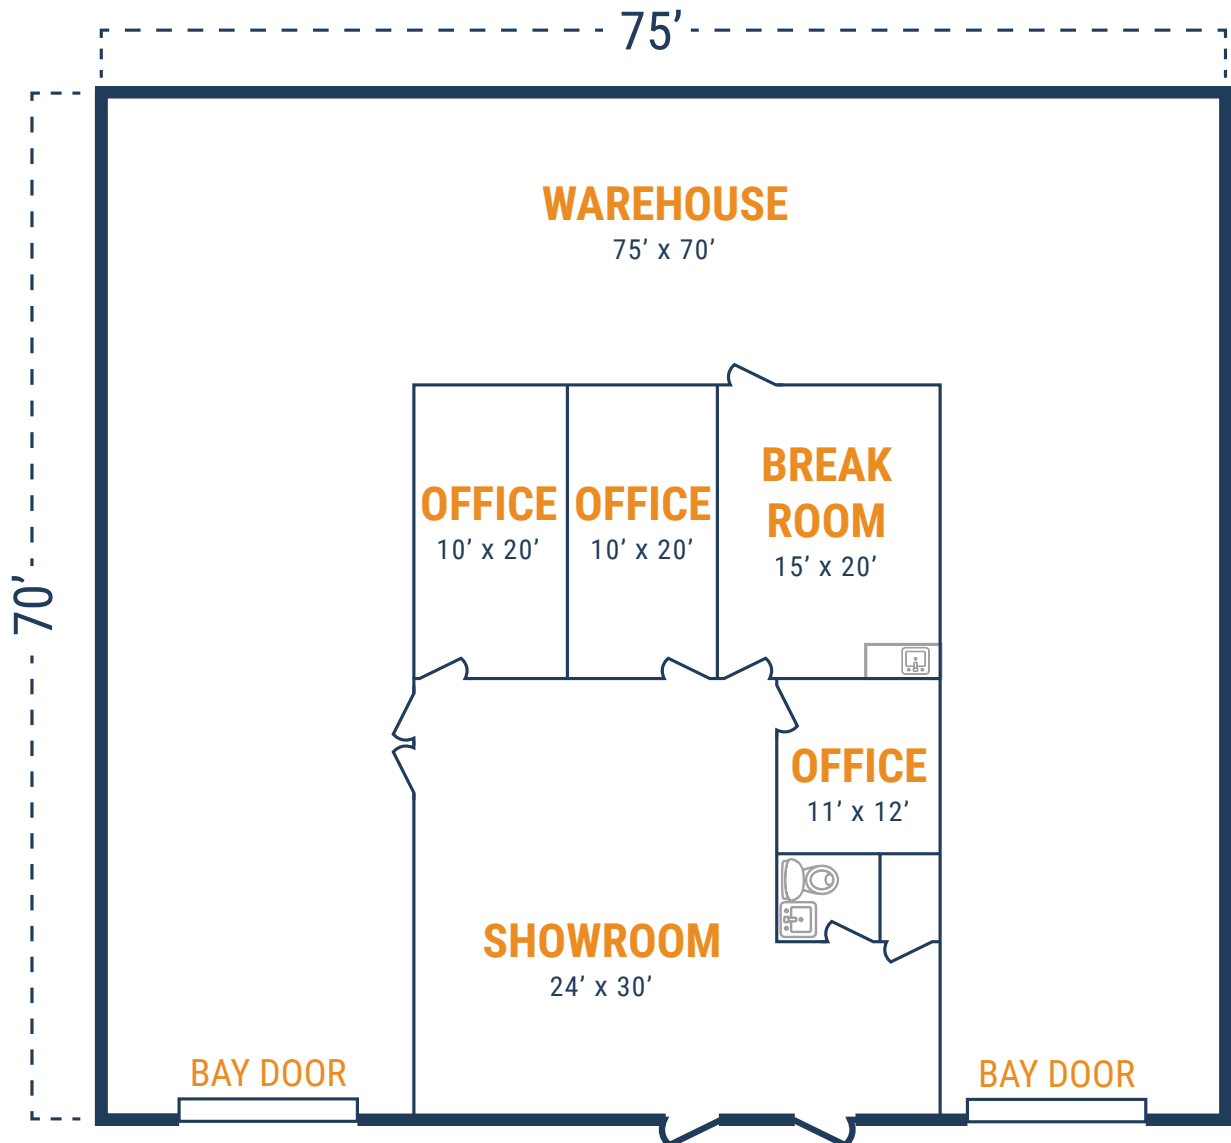 75’
WAREHOUSE
75’ x 70’
BREAK
ROOM
15’ x 20’
OFFICE
10’ x 20’
OFFICE
10’ x 20’
70’
OFFICE
11’ x 12’
SHOWROOM
24’ x 30’
BAY DOOR
BAY DOOR